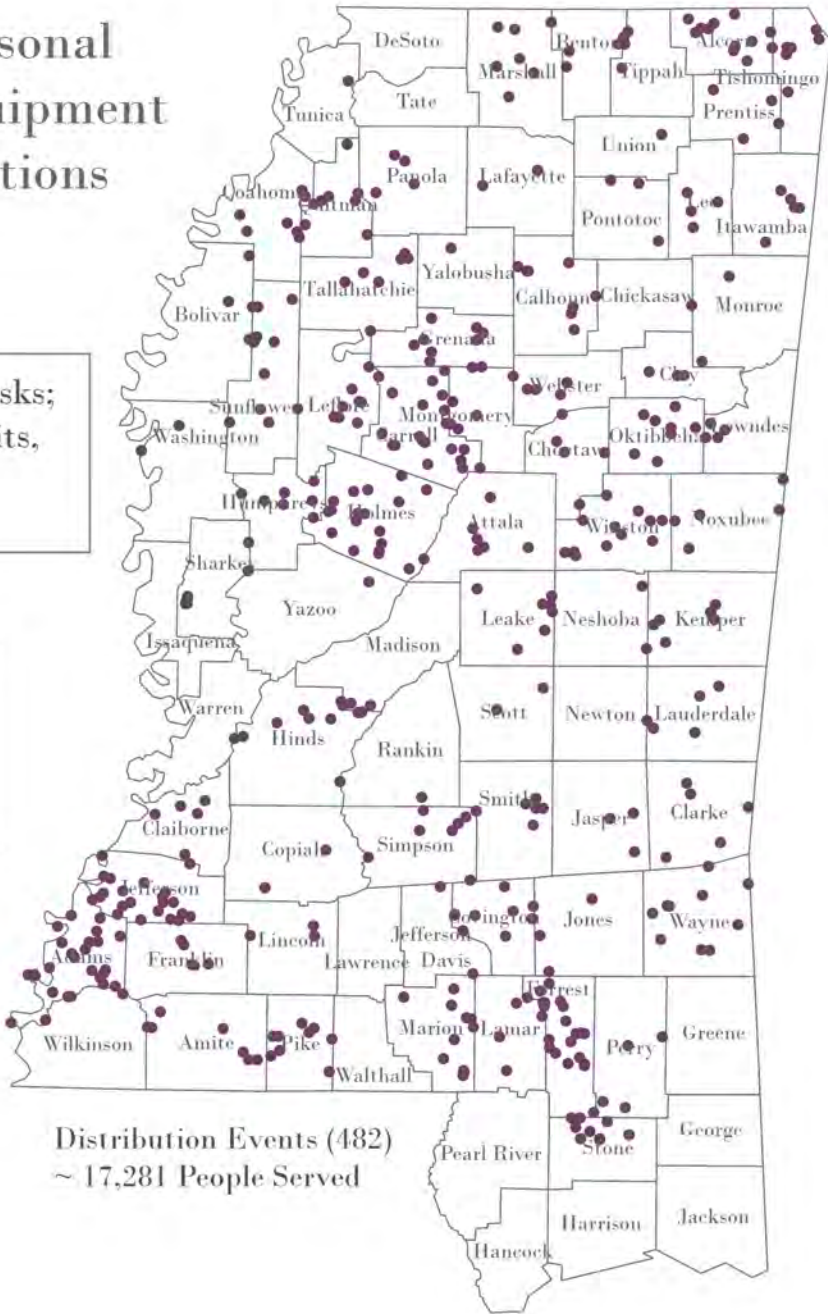 sonal
uipment
tions
sks;
its,
DeSoto
Benton
Alcorn
Marshall
Tippah
Tishomingo
Tate
Tunica
Prentiss
Union
Panola
Lafayette
Coahoma
Quitman
Lee
Pontotoc
Itawamba
Yalobusha
Tallahatchie
Calhoun
Chickasaw
Monroe
Bolivar
Grenada
Clay
Webster
Sunflower
Leflore
Montgomery
Washington
Carroll
Oktibbeha
Lowndes
Choctaw
Humphreys
Holmes
Attala
Winston
Noxubee
Sharkey
Yazoo
Leake
Neshoba
Kemper
Issaquena
Madison
Warren
Scott
Newton
Lauderdale
Hinds
Rankin
Smith
Jasper
Clarke
Claiborne
Copiah
Simpson
Jefferson
Covington
Jones
Wayne
Lincoln
Jefferson
Davis
Adams
Franklin
Lawrence
Forrest
Marion
Lamar
Greene
Wilkinson
Amite
Pike
Perry
Walthall
Distribution Events (482)
~ 17,281 People Served
George
Pearl River
Stone
Harrison
Jackson
Hancock